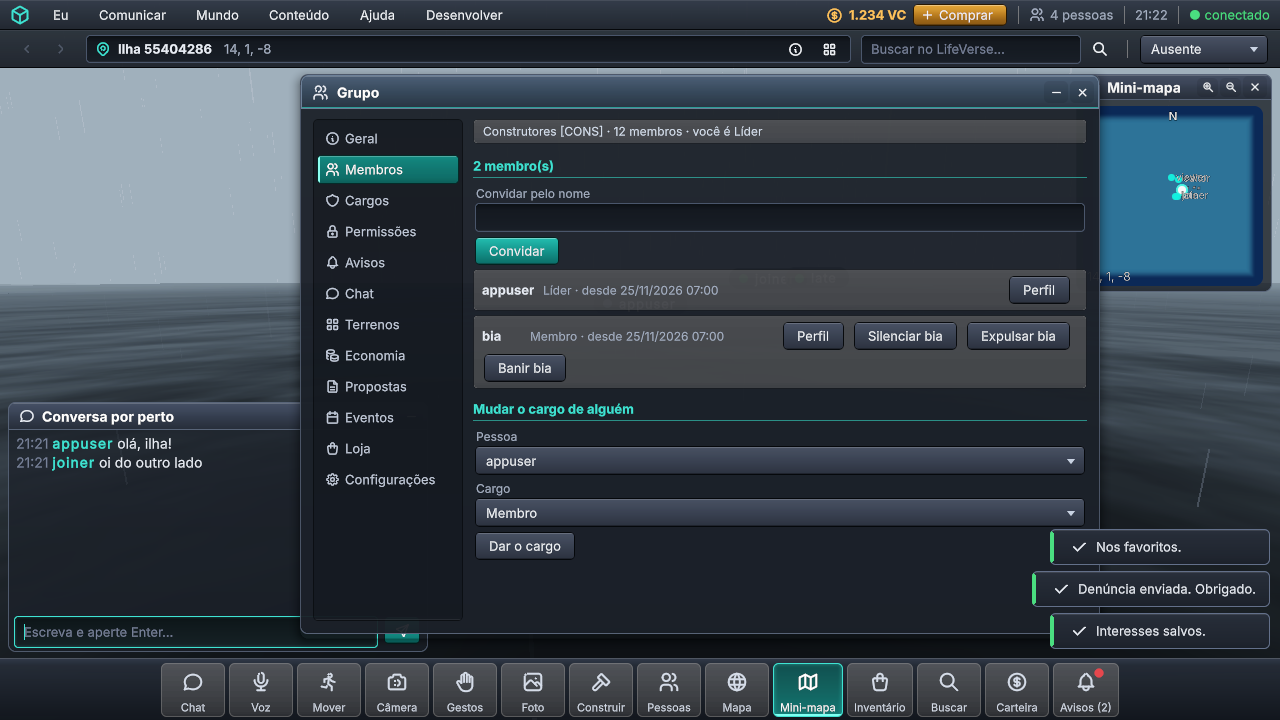 Eu Comunicar Mundo Conteúdo Ajuda Desenvolver 1.234 VC + Comprar 4 pessoas 21:22 conectado
Ilha 55404286 14, 1, -8 Buscar no LifeVerse... Ausente
Grupo
Mini-mapa
N
, 1, -8
Geral
Membros
Cargos
Permissões
Avisos
Chat
Terrenos
Economia
Propostas
Eventos
Loja
Configurações
Construtores [CONS] · 12 membros · você é Líder
2 membro(s)
Convidar pelo nome
Convidar
appuser Líder · desde 25/11/2026 07:00 Perfil
bia Membro · desde 25/11/2026 07:00 Perfil Silenciar bia Expulsar bia
Banir bia
Mudar o cargo de alguém
Pessoa
appuser
Cargo
Membro
Dar o cargo
Conversa por perto
21:21 appuser olá, ilha!
21:21 joiner oi do outro lado
Escreva e aperte Enter...
Nos favoritos.
Denúncia enviada. Obrigado.
Interesses salvos.
Chat Voz Mover Câmera Gestos Foto Construir Pessoas Mapa Mini-mapa Inventário Buscar Carteira Avisos (2)